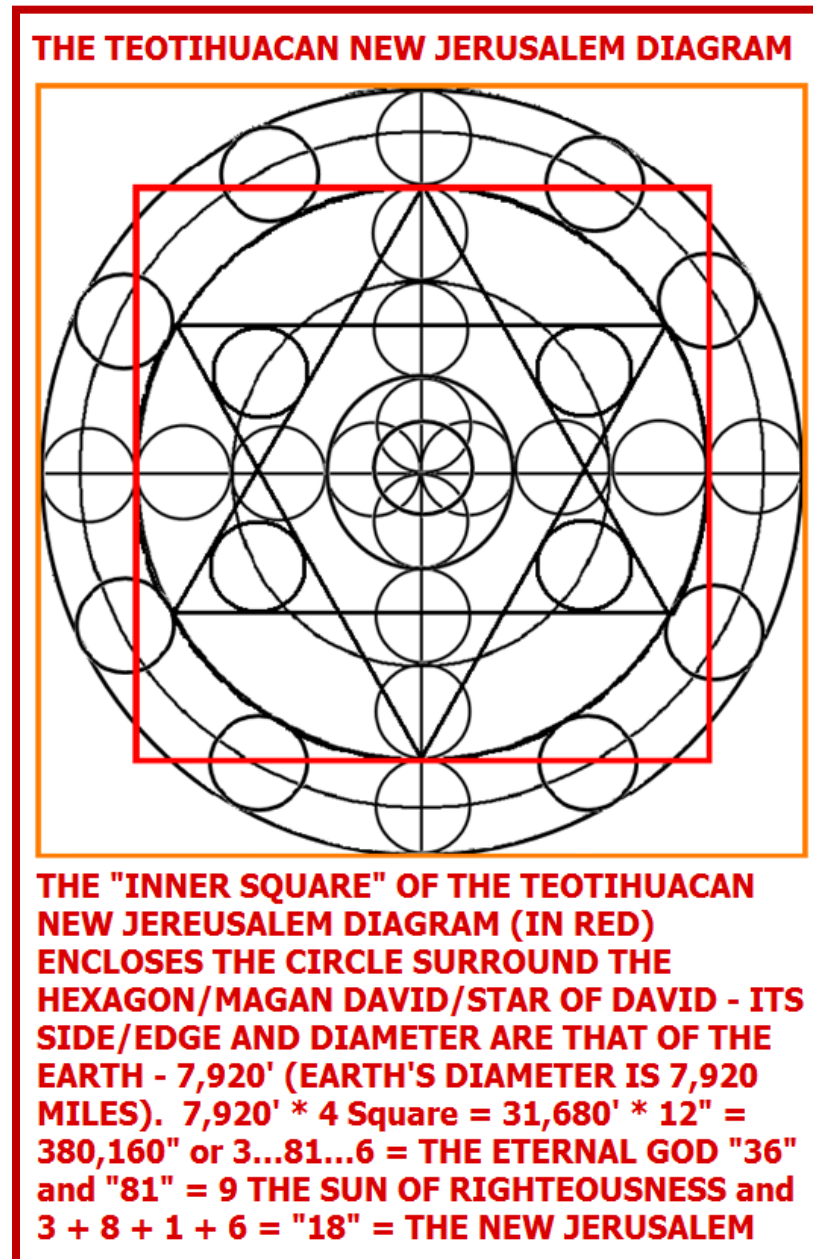 THE TEOTIHUACAN NEW JERUSALEM DIAGRAM
THE "INNER SQUARE" OF THE TEOTIHUACAN
NEW JEREUSALEM DIAGRAM (IN RED)
ENCLOSES THE CIRCLE SURROUND THE
HEXAGON/MAGAN DAVID/STAR OF DAVID - ITS
SIDE/EDGE AND DIAMETER ARE THAT OF THE
EARTH - 7,920' (EARTH'S DIAMETER IS 7,920
MILES).  7,920' * 4 Square = 31,680' * 12" =
380,160" or 3...81...6 = THE ETERNAL GOD "36"
and "81" = 9 THE SUN OF RIGHTEOUSNESS and
3 + 8 + 1 + 6 = "18" = THE NEW JERUSALEM